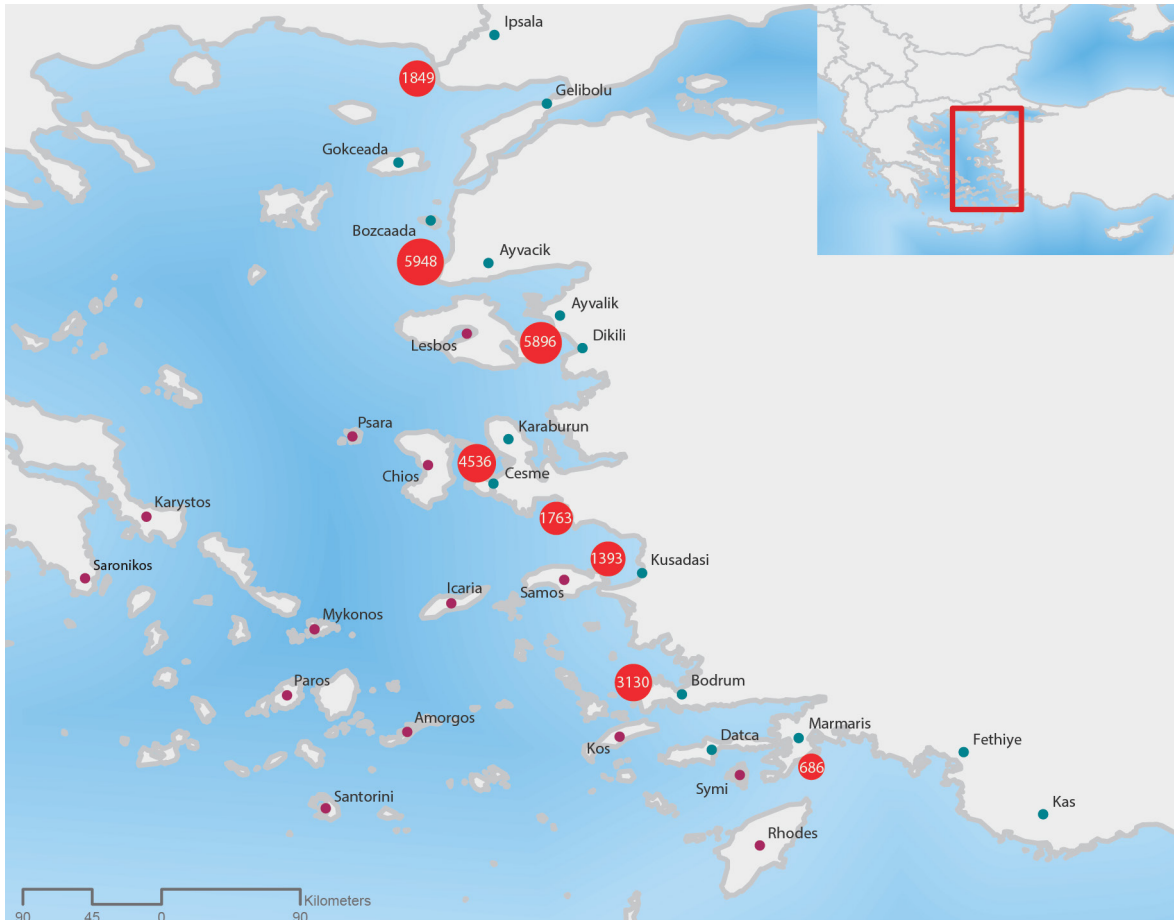 Ipsala
1849
Gelibolu
Gokceada
Bozcaada
5948
Ayvacik
Ayvalik
Lesbos
5896
Dikili
Psara
Karaburun
Chios
4536
Cesme
Karystos
1763
Saronikos
1393
Kusadasi
Icaria
Samos
Mykonos
Paros
3130
Bodrum
Amorgos
Kos
Datca
Marmaris
Fethiye
686
Symi
Santorini
Kas
Rhodes
Kilometers
90 45 0 90